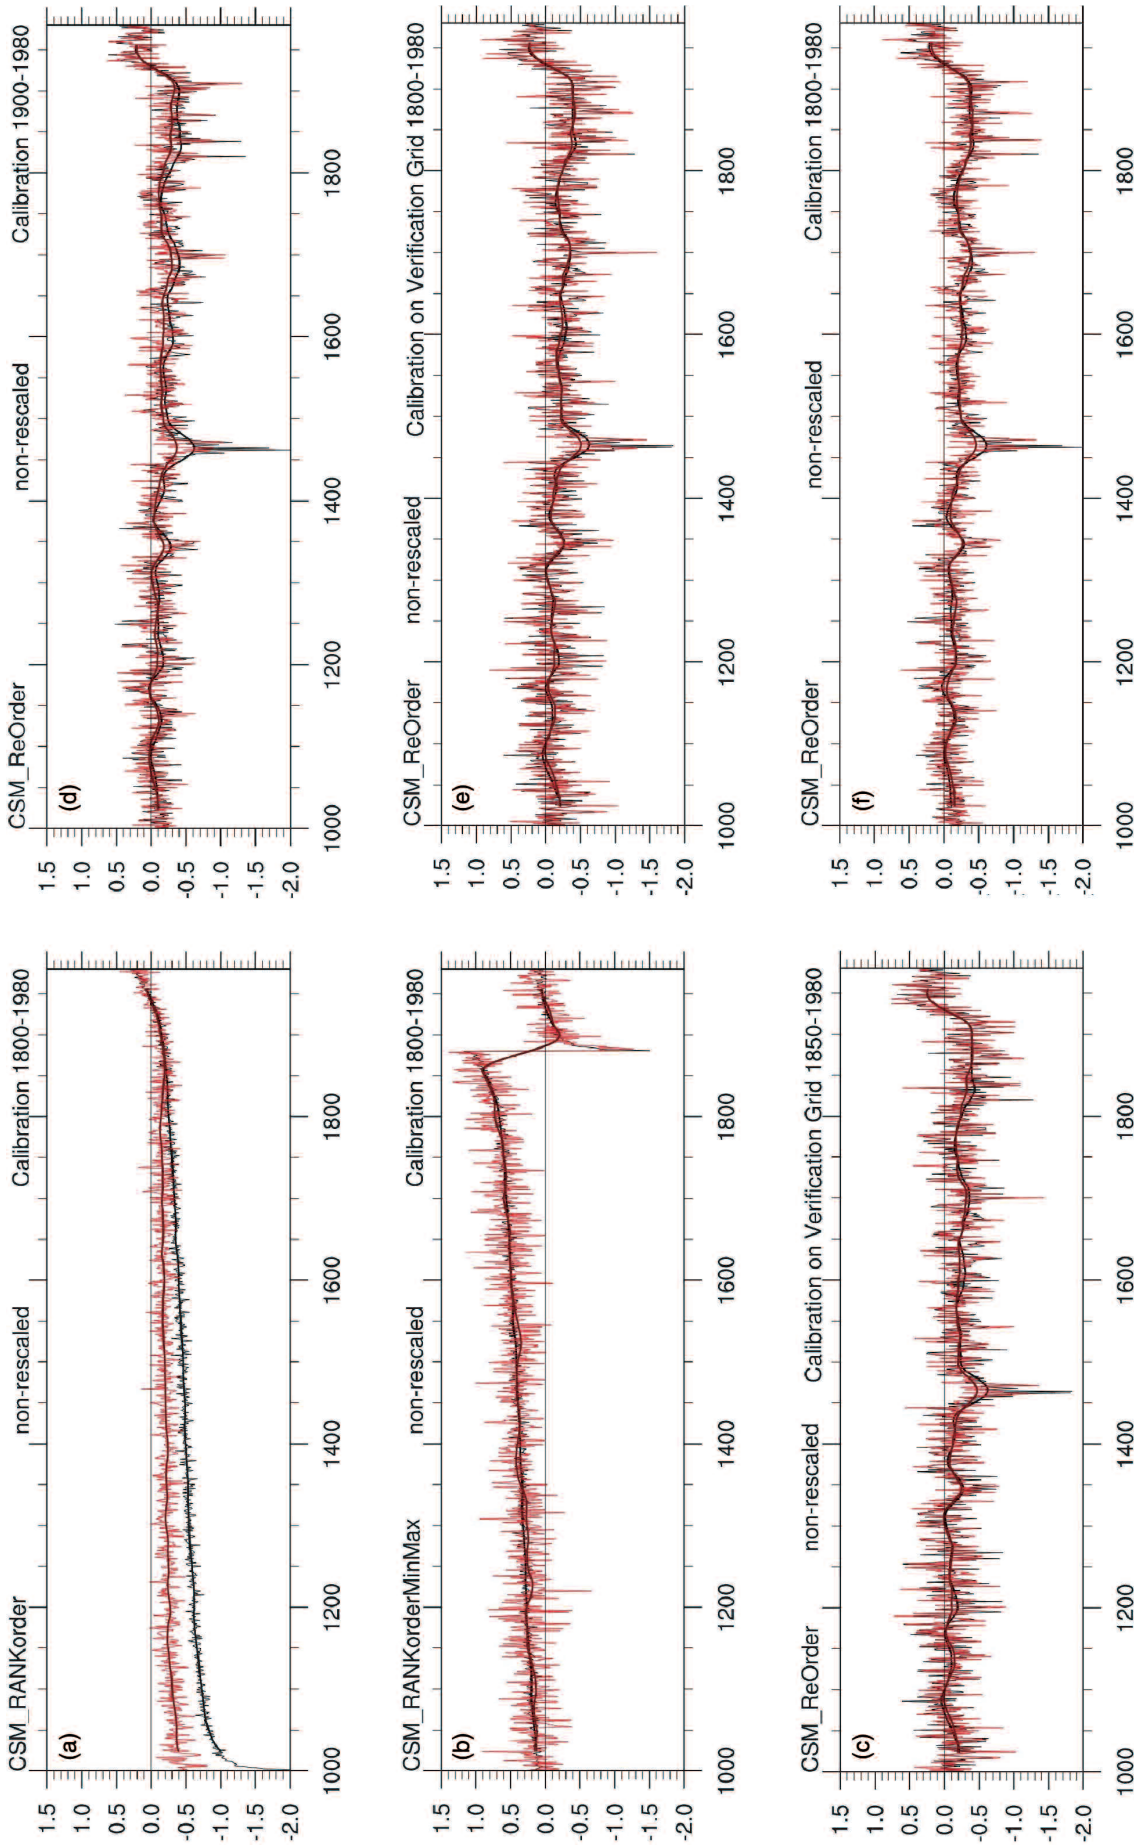 CSM_RANKorder non-rescaled Calibration 1800-1980
(a)
1.5
1.0
0.5
0.0
-0.5
-1.0
-1.5
-2.0
1000 1200 1400 1600 1800
CSM_RANKorderMinMax non-rescaled Calibration 1800-1980
(b)
1.5
1.0
0.5
0.0
-0.5
-1.0
-1.5
-2.0
1000 1200 1400 1600 1800
CSM_ReOrder non-rescaled Calibration on Verification Grid 1850-1980
(c)
1.5
1.0
0.5
0.0
-0.5
-1.0
-1.5
-2.0
1000 1200 1400 1600 1800
CSM_ReOrder non-rescaled Calibration 1900-1980
(d)
1.5
1.0
0.5
0.0
-0.5
-1.0
-1.5
-2.0
1000 1200 1400 1600 1800
CSM_ReOrder non-rescaled Calibration on Verification Grid 1800-1980
(e)
1.5
1.0
0.5
0.0
-0.5
-1.0
-1.5
-2.0
1000 1200 1400 1600 1800
CSM_ReOrder non-rescaled Calibration 1800-1980
(f)
1.5
1.0
0.5
0.0
-0.5
-1.0
-1.5
-2.0
1000 1200 1400 1600 1800